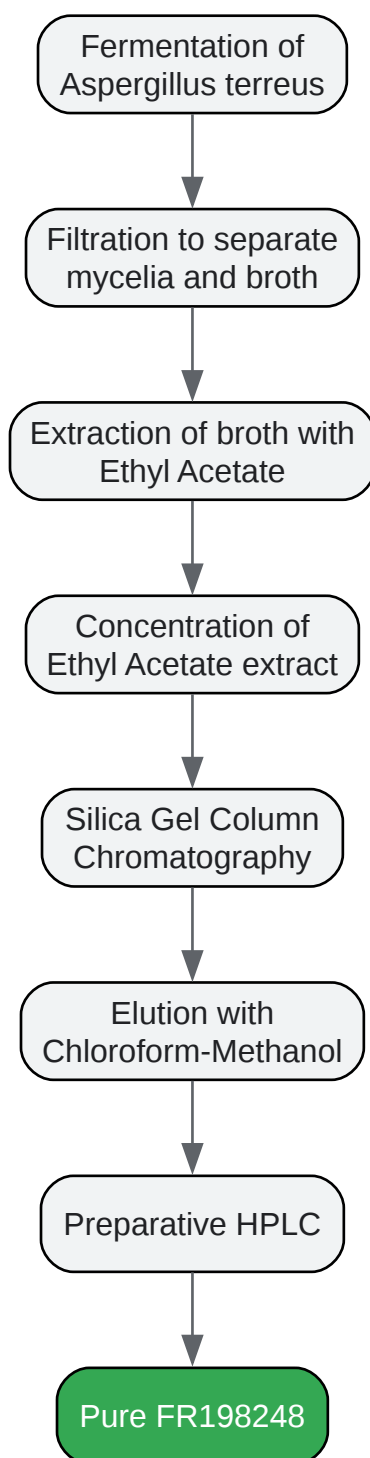 Fermentation of
Aspergillus terreus
Filtration to separate
mycelia and broth
Extraction of broth with
Ethyl Acetate
Concentration of
Ethyl Acetate extract
Silica Gel Column
Chromatography
Elution with
Chloroform-Methanol
Preparative HPLC
Pure FR198248